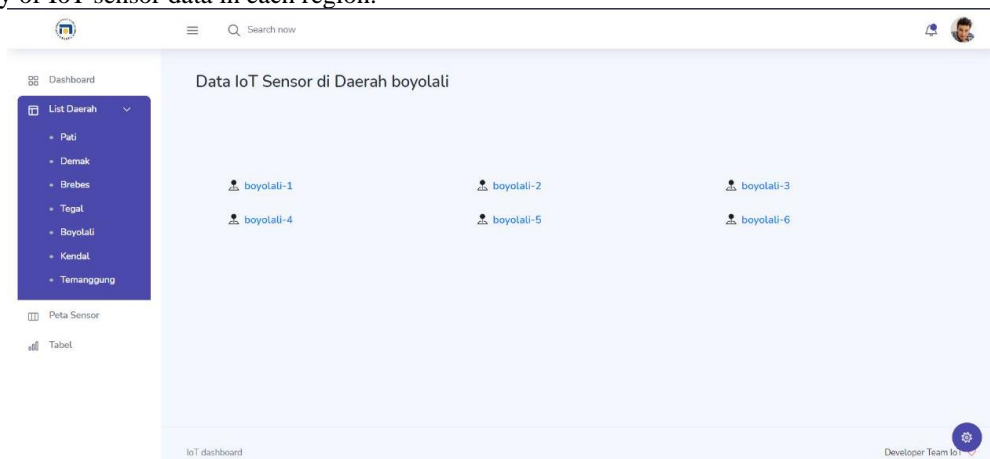 y of IoT sensor data in each region.
Search now
Dashboard
List Daerah
Pati
Demak
Brebes
Tegal
Boyolali
Kendal
Temanggung
Peta Sensor
Tabel
Data IoT Sensor di Daerah boyolali
boyolali-1 boyolali-2 boyolali-3
boyolali-4 boyolali-5 boyolali-6
IoT dashboard
Developer Team IoT